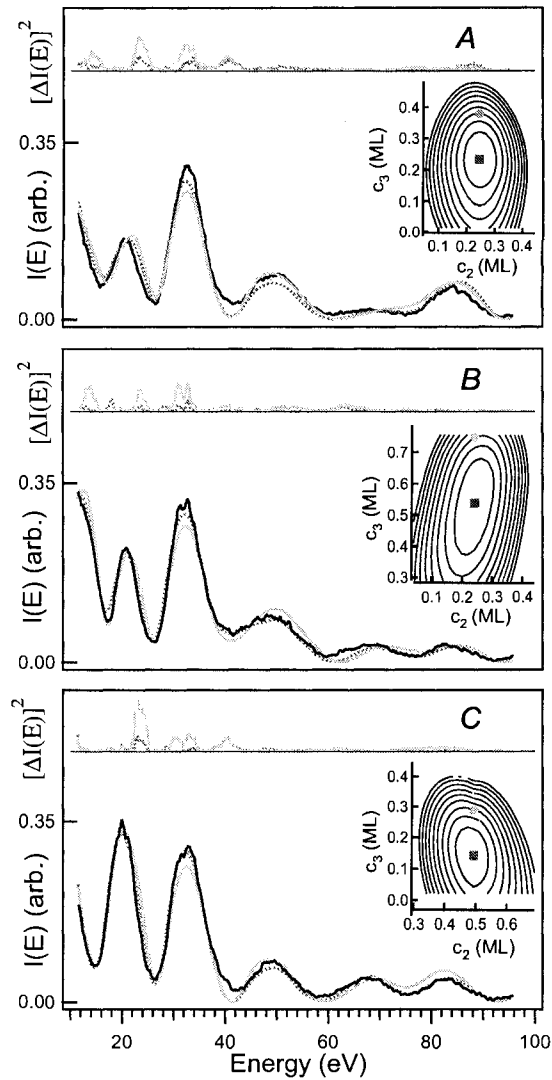 A
[ΔI(E)]²
0.35
I(E) (arb.)
0.00
c₃ (ML)
0.4
0.3
0.2
0.1
0.0
0.1 0.2 0.3 0.4
c₂ (ML)
B
[ΔI(E)]²
0.35
I(E) (arb.)
0.00
c₃ (ML)
0.7
0.6
0.5
0.4
0.3
0.1 0.2 0.3 0.4
c₂ (ML)
C
[ΔI(E)]²
0.35
I(E) (arb.)
0.00
c₃ (ML)
0.4
0.3
0.2
0.1
0.0
0.3 0.4 0.5 0.6
c₂ (ML)
20 40 60 80
Energy (eV)